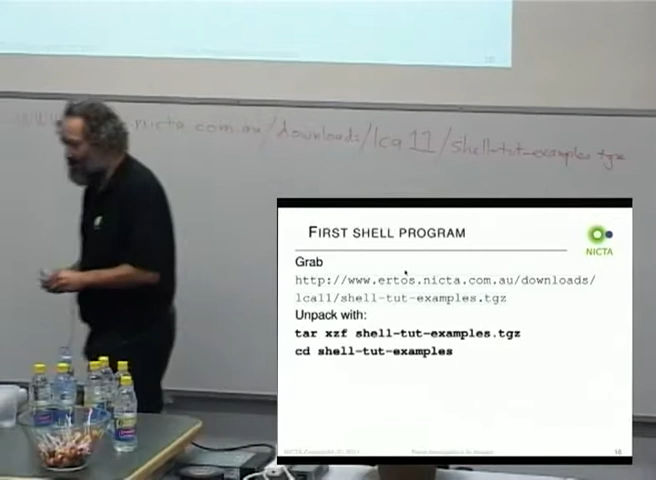 nicta.com.au/downloads/lca11/shell-tut-examples.tgz
FIRST SHELL PROGRAM
NICTA
Grab
http://www.ertos.nicta.com.au/downloads/
lca11/shell-tut-examples.tgz
Unpack with:
tar xzf shell-tut-examples.tgz
cd shell-tut-examples